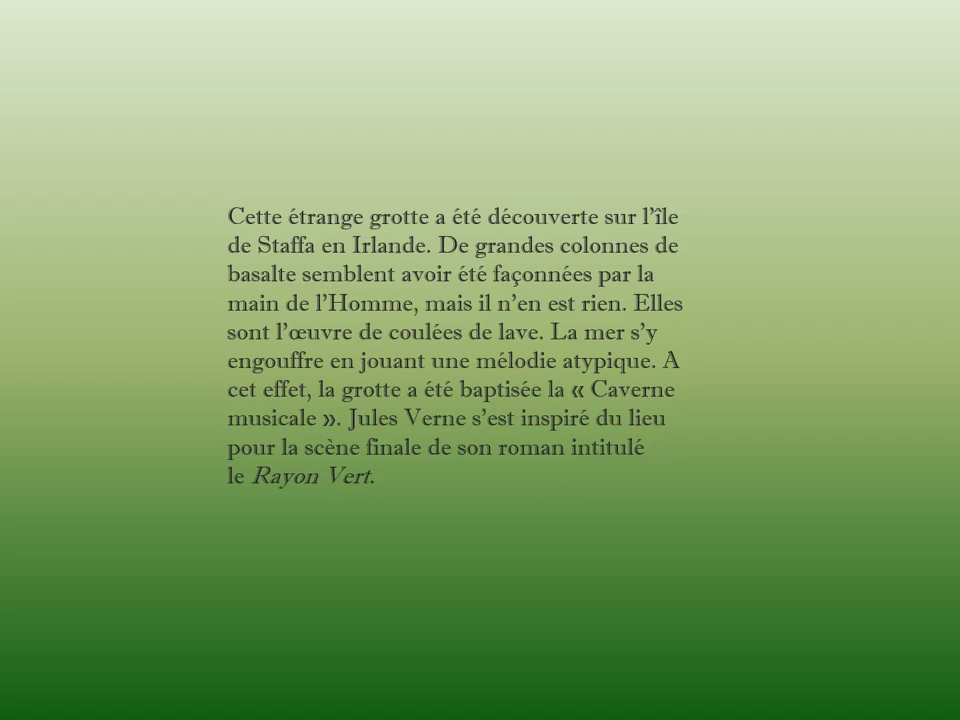 Cette étrange grotte a été découverte sur l’île
de Staffa en Irlande. De grandes colonnes de
basalte semblent avoir été façonnées par la
main de l’Homme, mais il n’en est rien. Elles
sont l’œuvre de coulées de lave. La mer s’y
engouffre en jouant une mélodie atypique. A
cet effet, la grotte a été baptisée la « Caverne
musicale ». Jules Verne s’est inspiré du lieu
pour la scène finale de son roman intitulé
le Rayon Vert.